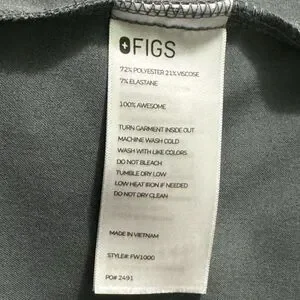 FIGS
72% POLYESTER 21% VISCOSE
7% ELASTANE
100% AWESOME
TURN GARMENT INSIDE OUT
MACHINE WASH COLD
WASH WITH LIKE COLORS
DO NOT BLEACH
TUMBLE DRY LOW
LOW HEAT IRON IF NEEDED
DO NOT DRY CLEAN
MADE IN VIETNAM
STYLE#: FW1000
PO# 2491